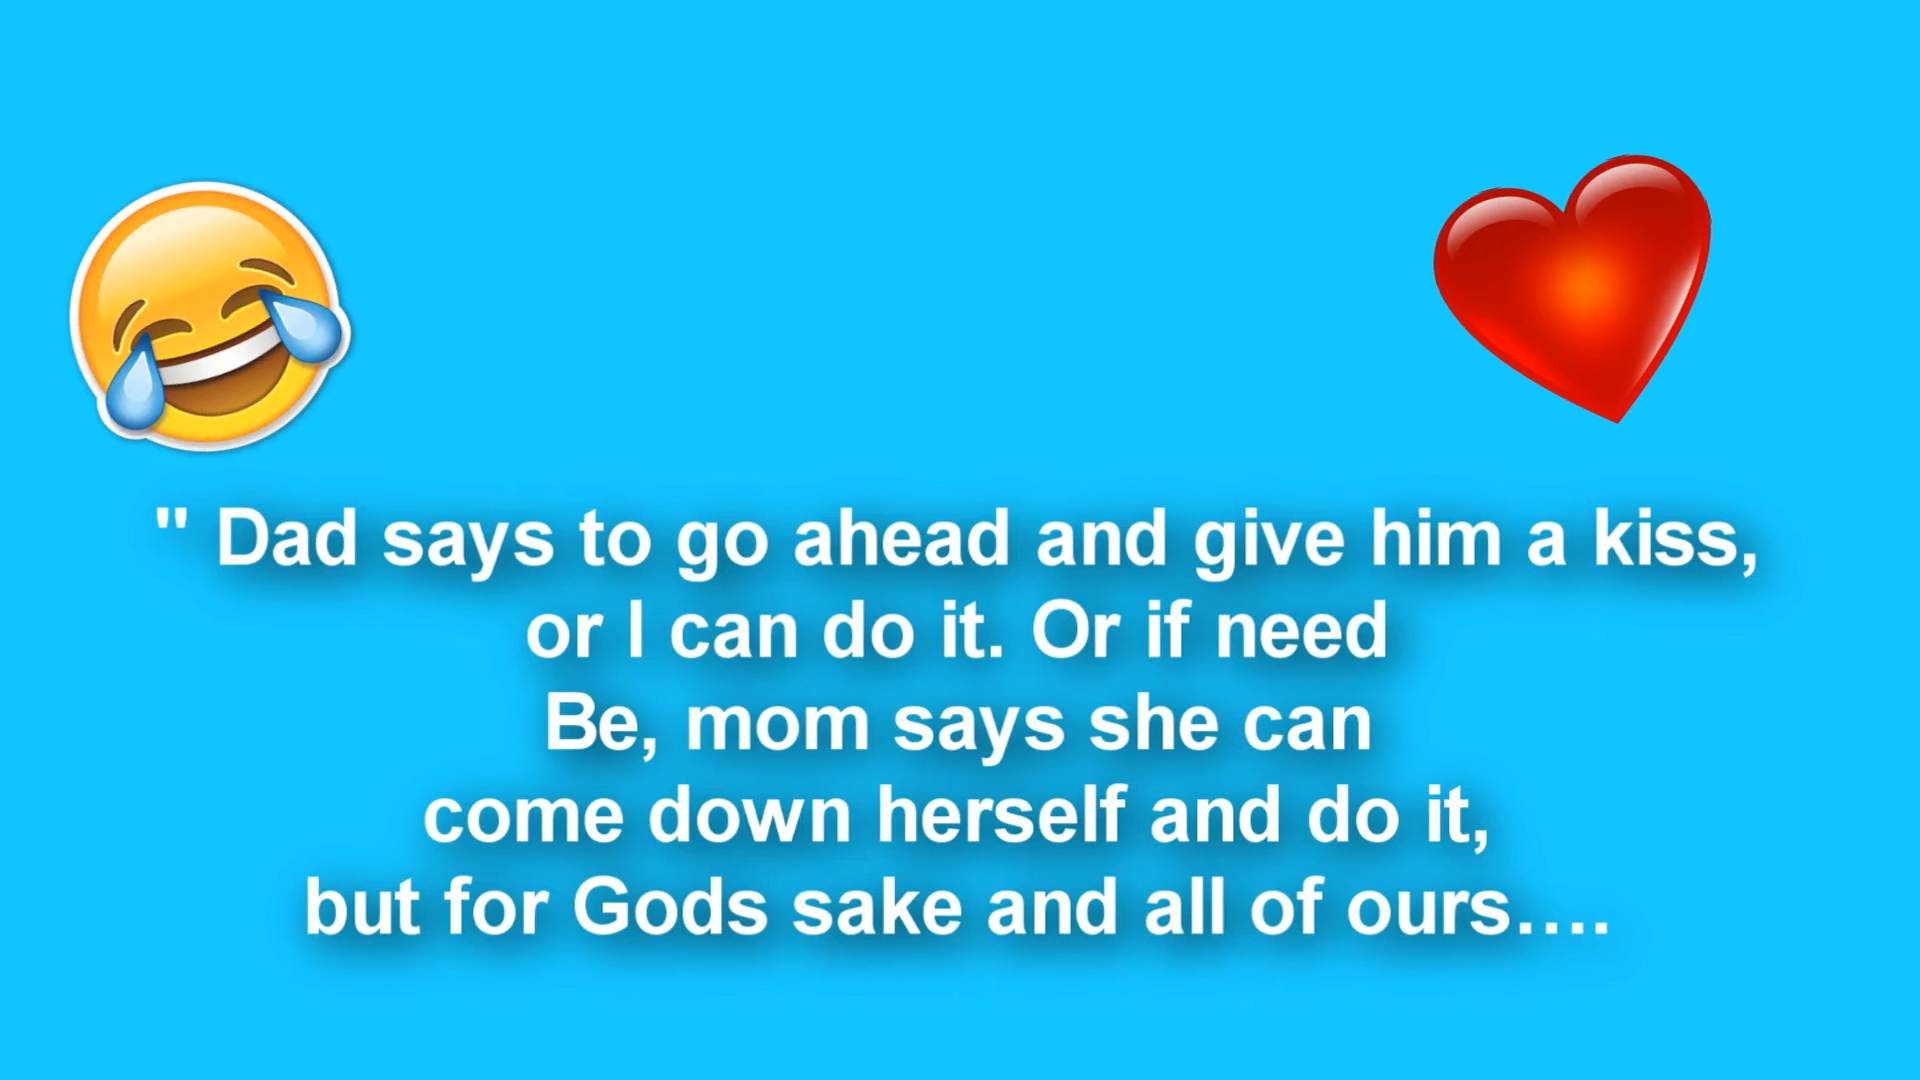 " Dad says to go ahead and give him a kiss,
or I can do it. Or if need
Be, mom says she can
come down herself and do it,
but for Gods sake and all of ours....